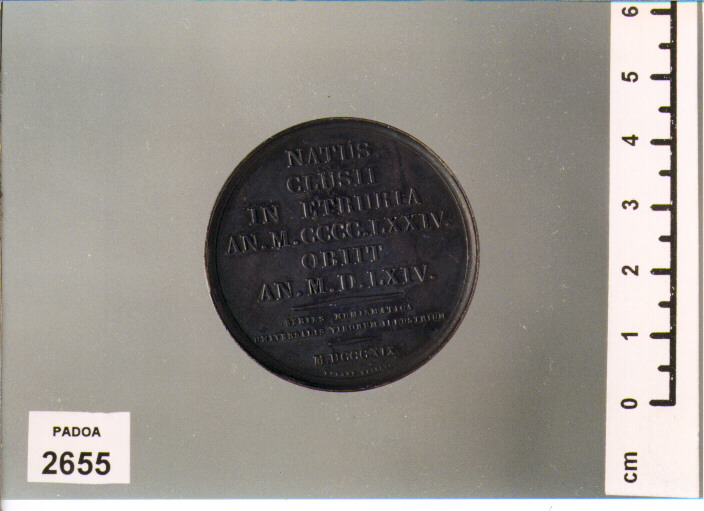 NATUS
CLUSII
IN ETRURIA
AN. M. CCCC. LXXIV.
OBIIT
AN. M. D. LXIV.
SERIES NUMISMATICA
UNIVERSALIS VIRORUM ILLUSTRIUM
M.DCCCXIX
PADOA
2655
6
5
4
3
2
1
0
cm